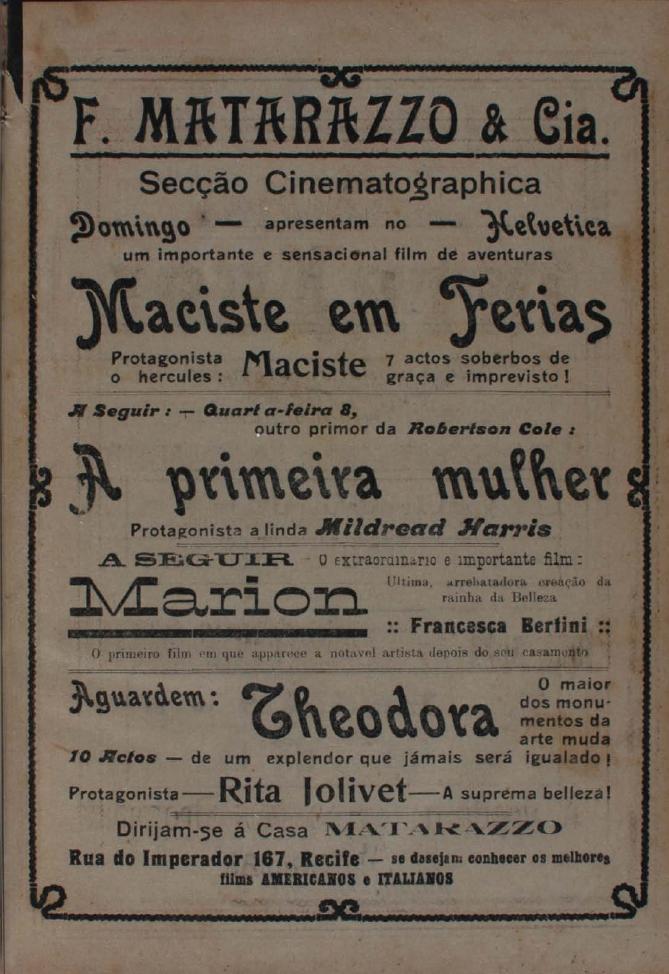 F. MATARAZZO & Cia.
Secção Cinematographica
Domingo — apresentam no — Helvetica
um importante e sensacional film de aventuras
Maciste em Ferias
Protagonista
o hercules :
Maciste
7 actos soberbos de
graça e imprevisto !
A Seguir : — Quarta-feira 8,
outro primor da Robertson Cole :
A primeira mulher
Protagonista a linda Mildread Harris
A SEGUIR - O extraordinario e importante film :
Marion
Ultima, arrebatadora creação da
rainha da Belleza
:: Francesca Bertini ::
O primeiro film em que apparece a notavel artista depois do seu casamento
Aguardem :
Theodora
O maior
dos monu-
mentos da
arte muda
10 Actos — de um explendor que jámais será igualado !
Protagonista — Rita Jolivet — A suprema belleza !
Dirijam-se á Casa MATARAZZO
Rua do Imperador 167, Recife — se desejam conhecer os melhores
films AMERICANOS e ITALIANOS